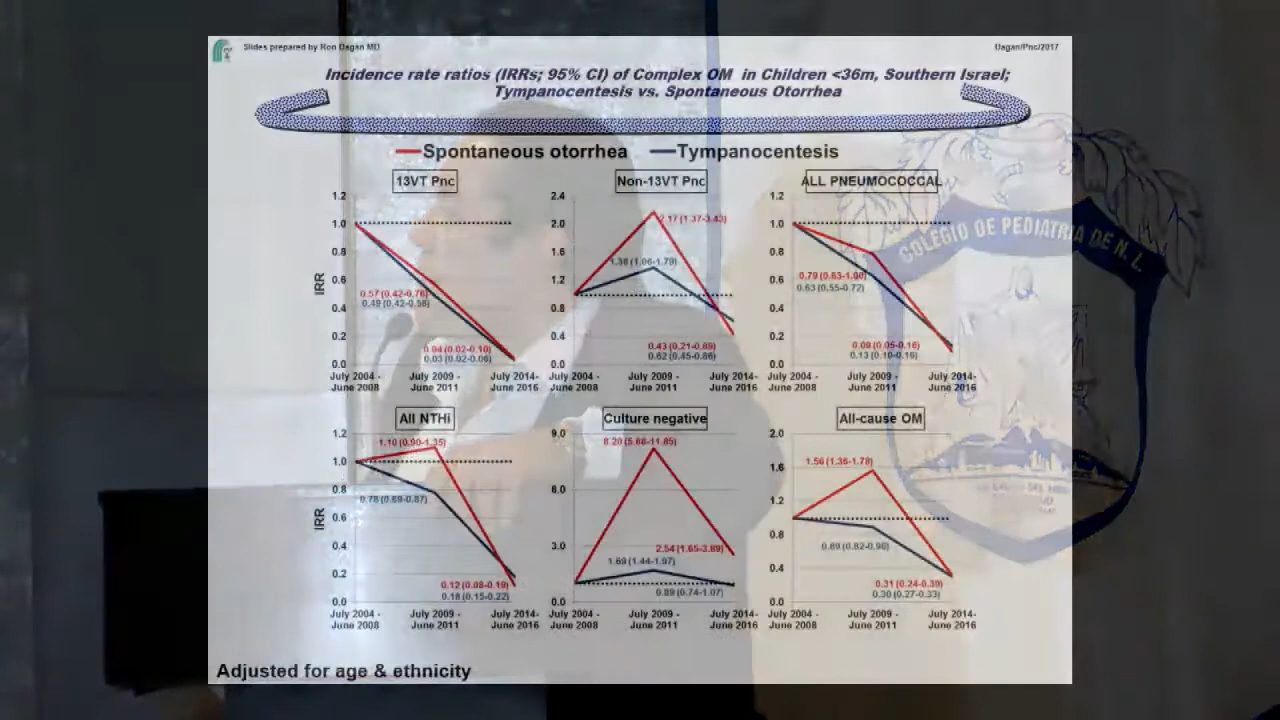 Slides prepared by Ron Dagan MD
Dagan/Pnc/2017
Incidence rate ratios (IRRs; 95% CI) of Complex OM in Children <36m, Southern Israel;
Tympanocentesis vs. Spontaneous Otorrhea
Spontaneous otorrhea Tympanocentesis
13VT Pnc
1.2
1.0
0.8
0.6
0.4
0.2
0.0
IRR
0.57 (0.42-0.76)
0.49 (0.42-0.58)
0.04 (0.02-0.10)
0.03 (0.02-0.06)
July 2004 - June 2008
July 2009 - June 2011
July 2014- June 2016
Non-13VT Pnc
2.4
2.0
1.6
1.2
0.8
0.4
0.0
2.17 (1.37-3.43)
1.38 (1.06-1.79)
0.43 (0.21-0.89)
0.62 (0.45-0.86)
July 2004 - June 2008
July 2009 - June 2011
July 2014- June 2016
ALL PNEUMOCOCCAL
1.2
1.0
0.8
0.6
0.4
0.2
0.0
0.79 (0.63-1.00)
0.63 (0.55-0.72)
0.08 (0.05-0.16)
0.13 (0.10-0.16)
July 2004 - June 2008
July 2009 - June 2011
July 2014- June 2016
COLEGIO DE PEDIATRIA DE N. L.
All NTHi
1.2
1.0
0.8
0.6
0.4
0.2
0.0
IRR
1.10 (0.90-1.35)
0.78 (0.69-0.87)
0.12 (0.08-0.19)
0.18 (0.15-0.22)
July 2004 - June 2008
July 2009 - June 2011
July 2014- June 2016
Culture negative
9.0
6.0
3.0
0.0
8.20 (5.68-11.85)
2.54 (1.65-3.89)
1.69 (1.44-1.97)
0.89 (0.74-1.07)
July 2004 - June 2008
July 2009 - June 2011
July 2014- June 2016
All-cause OM
2.0
1.6
1.2
0.8
0.4
0.0
1.56 (1.36-1.78)
0.89 (0.82-0.96)
0.31 (0.24-0.39)
0.30 (0.27-0.33)
July 2004 - June 2008
July 2009 - June 2011
July 2014- June 2016
Adjusted for age & ethnicity